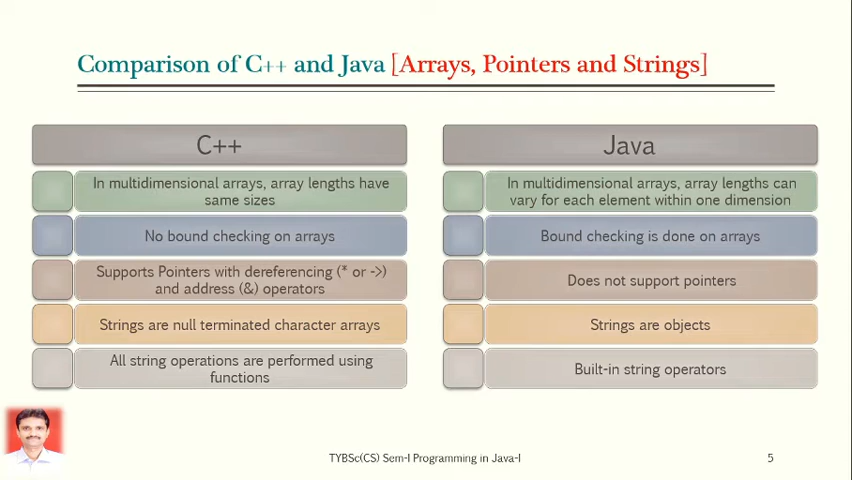 Comparison of C++ and Java [Arrays, Pointers and Strings]
C++
In multidimensional arrays, array lengths have
same sizes
No bound checking on arrays
Supports Pointers with dereferencing (* or ->)
and address (&) operators
Strings are null terminated character arrays
All string operations are performed using
functions
Java
In multidimensional arrays, array lengths can
vary for each element within one dimension
Bound checking is done on arrays
Does not support pointers
Strings are objects
Built-in string operators
TYBSc(CS) Sem-I Programming in Java-I
5